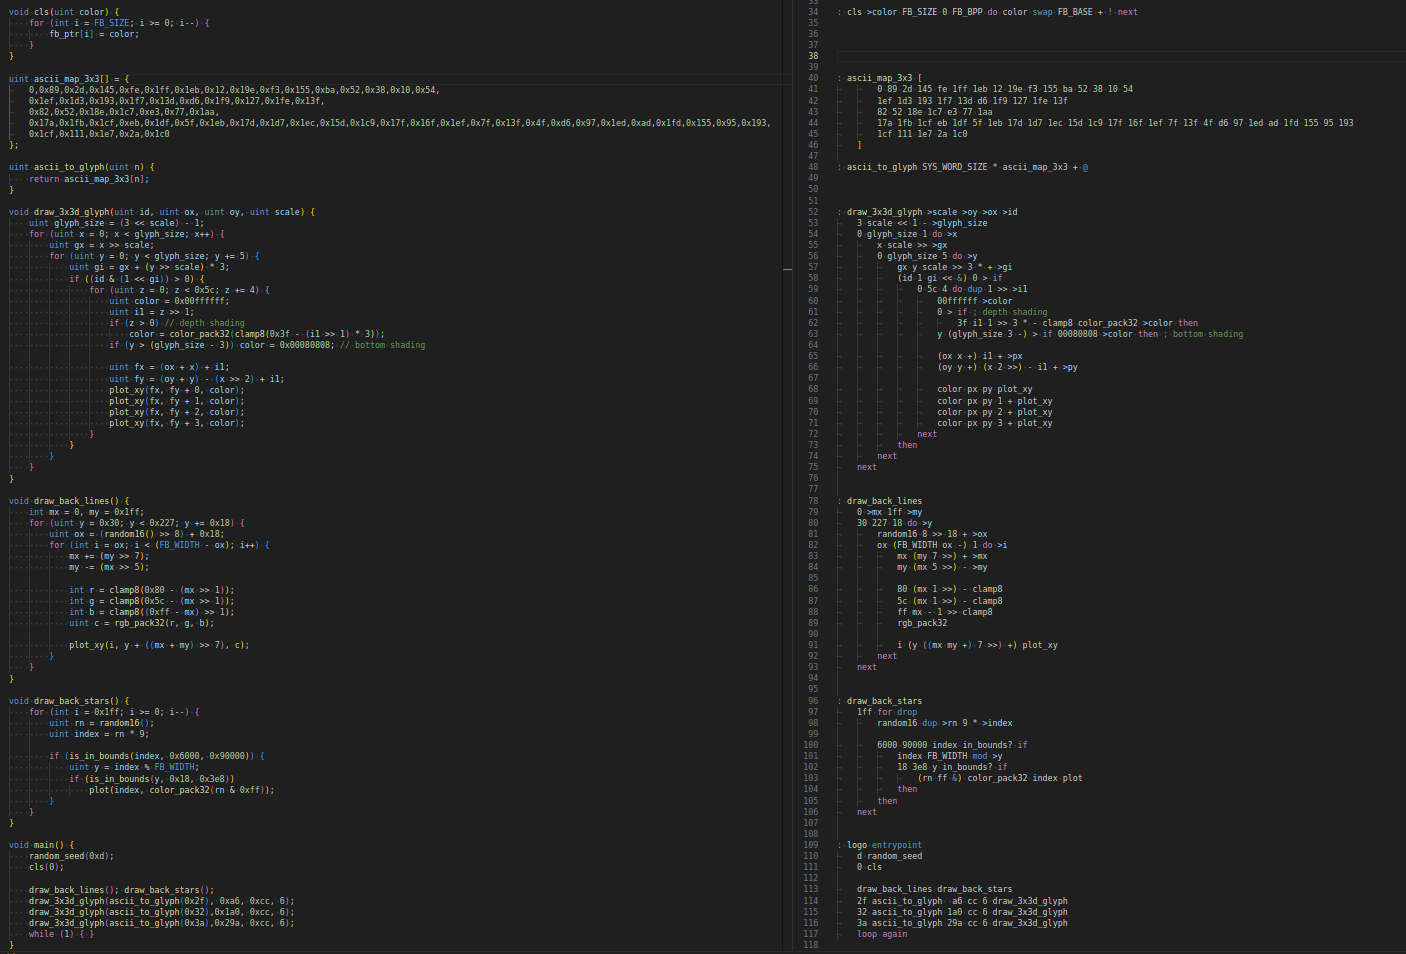 void cls(uint color) {
for (int i = FB_SIZE; i >= 0; i--) {
fb_ptr[i] = color;
}
}
uint ascii_map_3x3[] = {
0,0x89,0x2d,0x145,0xfe,0x1ff,0x1eb,0x12,0x19e,0xf3,0x155,0xba,0x52,0x38,0x10,0x54,
0x1ef,0x1d3,0x193,0x1f7,0x13d,0xd6,0x1f9,0x127,0x1fe,0x13f,
0x82,0x52,0x18e,0x1c7,0xe3,0x77,0x1aa,
0x17a,0x1fb,0x1cf,0xeb,0x1df,0x5f,0x1eb,0x17d,0x1d7,0x1ec,0x15d,0x1c9,0x17f,0x16f,0x1ef,0x7f,0x13f,0x4f,0xd6,0x97,0x1ed,0xad,0x1fd,0x155,0x95,0x193,
0x1cf,0x111,0x1e7,0x2a,0x1c0
};
uint ascii_to_glyph(uint n) {
return ascii_map_3x3[n];
}
void draw_3x3d_glyph(uint id, uint ox, uint oy, uint scale) {
uint glyph_size = (3 << scale) - 1;
for (uint x = 0; x < glyph_size; x++) {
uint gx = x >> scale;
for (uint y = 0; y < glyph_size; y += 5) {
uint gi = gx + (y >> scale) * 3;
if ((id & (1 << gi)) > 0) {
for (uint z = 0; z < 0x5c; z += 4) {
uint color = 0x00ffffff;
uint i1 = z >> 1;
if (z > 0) // depth shading
color = color_pack32(clamp8(0x3f - (i1 >> 1) * 3));
if (y > (glyph_size - 3)) color = 0x00080808; // bottom shading
uint fx = (ox + x) + i1;
uint fy = (oy + y) - (x >> 2) + i1;
plot_xy(fx, fy + 0, color);
plot_xy(fx, fy + 1, color);
plot_xy(fx, fy + 2, color);
plot_xy(fx, fy + 3, color);
}
}
}
}
}
void draw_back_lines() {
int mx = 0, my = 0x1ff;
for (uint y = 0x30; y < 0x227; y += 0x18) {
uint ox = (random16() >> 8) + 0x18;
for (int i = ox; i < (FB_WIDTH - ox); i++) {
mx += (my >> 7);
my -= (mx >> 5);
int r = clamp8(0x80 - (mx >> 1));
int g = clamp8(0x5c - (mx >> 1));
int b = clamp8((0xff - mx) >> 1);
uint c = rgb_pack32(r, g, b);
plot_xy(i, y + ((mx + my) >> 7), c);
}
}
}
void draw_back_stars() {
for (int i = 0x1ff; i >= 0; i--) {
uint rn = random16();
uint index = rn * 9;
if (is_in_bounds(index, 0x6000, 0x90000)) {
uint y = index % FB_WIDTH;
if (is_in_bounds(y, 0x18, 0x3e8))
plot(index, color_pack32(rn & 0xff));
}
}
}
void main() {
random_seed(0xd);
cls(0);
draw_back_lines(); draw_back_stars();
draw_3x3d_glyph(ascii_to_glyph(0x2f), 0xa6, 0xcc, 6);
draw_3x3d_glyph(ascii_to_glyph(0x32),0x1a0, 0xcc, 6);
draw_3x3d_glyph(ascii_to_glyph(0x3a),0x29a, 0xcc, 6);
while (1) { }
}
33
34 : cls >color FB_SIZE 0 FB_BPP do color swap FB_BASE + ! next
35
36
37
38
39
40 : ascii_map_3x3 [
41 0 89 2d 145 fe 1ff 1eb 12 19e f3 155 ba 52 38 10 54
42 1ef 1d3 193 1f7 13d d6 1f9 127 1fe 13f
43 82 52 18e 1c7 e3 77 1aa
44 17a 1fb 1cf eb 1df 5f 1eb 17d 1d7 1ec 15d 1c9 17f 16f 1ef 7f 13f 4f d6 97 1ed ad 1fd 155 95 193
45 1cf 111 1e7 2a 1c0
46 ]
47
48 : ascii_to_glyph SYS_WORD_SIZE * ascii_map_3x3 + @
49
50
51
52 : draw_3x3d_glyph >scale >oy >ox >id
53 3 scale << 1 - >glyph_size
54 0 glyph_size 1 do >x
55 x scale >> >gx
56 0 glyph_size 5 do >y
57 gx y scale >> 3 * + >gi
58 (id 1 gi << &) 0 > if
59 0 5c 4 do dup 1 >> >i1
60 00ffffff >color
61 0 > if ; depth shading
62 3f i1 1 >> 3 * - clamp8 color_pack32 >color then
63 y (glyph_size 3 -) > if 00080808 >color then ; bottom shading
64
65 (ox x +) i1 + >px
66 (oy y +) (x 2 >>) - i1 + >py
67
68 color px py plot_xy
69 color px py 1 + plot_xy
70 color px py 2 + plot_xy
71 color px py 3 + plot_xy
72 next
73 then
74 next
75 next
76
77
78 : draw_back_lines
79 0 >mx 1ff >my
80 30 227 18 do >y
81 random16 8 >> 18 + >ox
82 ox (FB_WIDTH ox -) 1 do >i
83 mx (my 7 >>) + >mx
84 my (mx 5 >>) - >my
85
86 80 (mx 1 >>) - clamp8
87 5c (mx 1 >>) - clamp8
88 ff mx - 1 >> clamp8
89 rgb_pack32
90
91 i (y ((mx my +) 7 >>) +) plot_xy
92 next
93 next
94
95
96 : draw_back_stars
97 1ff for drop
98 random16 dup >rn 9 * >index
99
100 6000 90000 index in_bounds? if
101 index FB_WIDTH mod >y
102 18 3e8 y in_bounds? if
103 (rn ff &) color_pack32 index plot
104 then
105 then
106 next
107
108
109 : logo entrypoint
110 d random_seed
111 0 cls
112
113 draw_back_lines draw_back_stars
114 2f ascii_to_glyph a6 cc 6 draw_3x3d_glyph
115 32 ascii_to_glyph 1a0 cc 6 draw_3x3d_glyph
116 3a ascii_to_glyph 29a cc 6 draw_3x3d_glyph
117 loop again
118